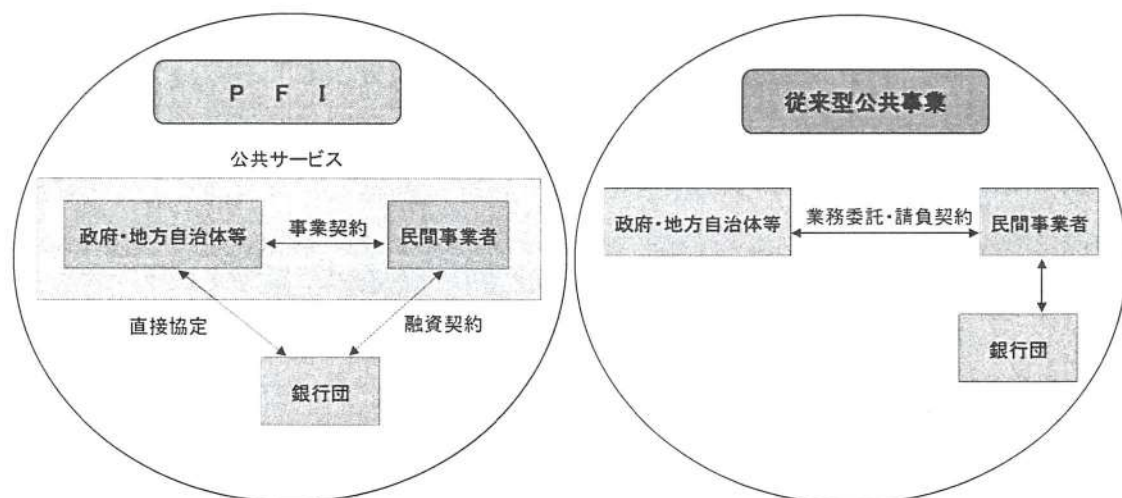 P F I
公共サービス
政府・地方自治体等
事業契約
民間事業者
直接協定
融資契約
銀行団
従来型公共事業
政府・地方自治体等
業務委託・請負契約
民間事業者
銀行団